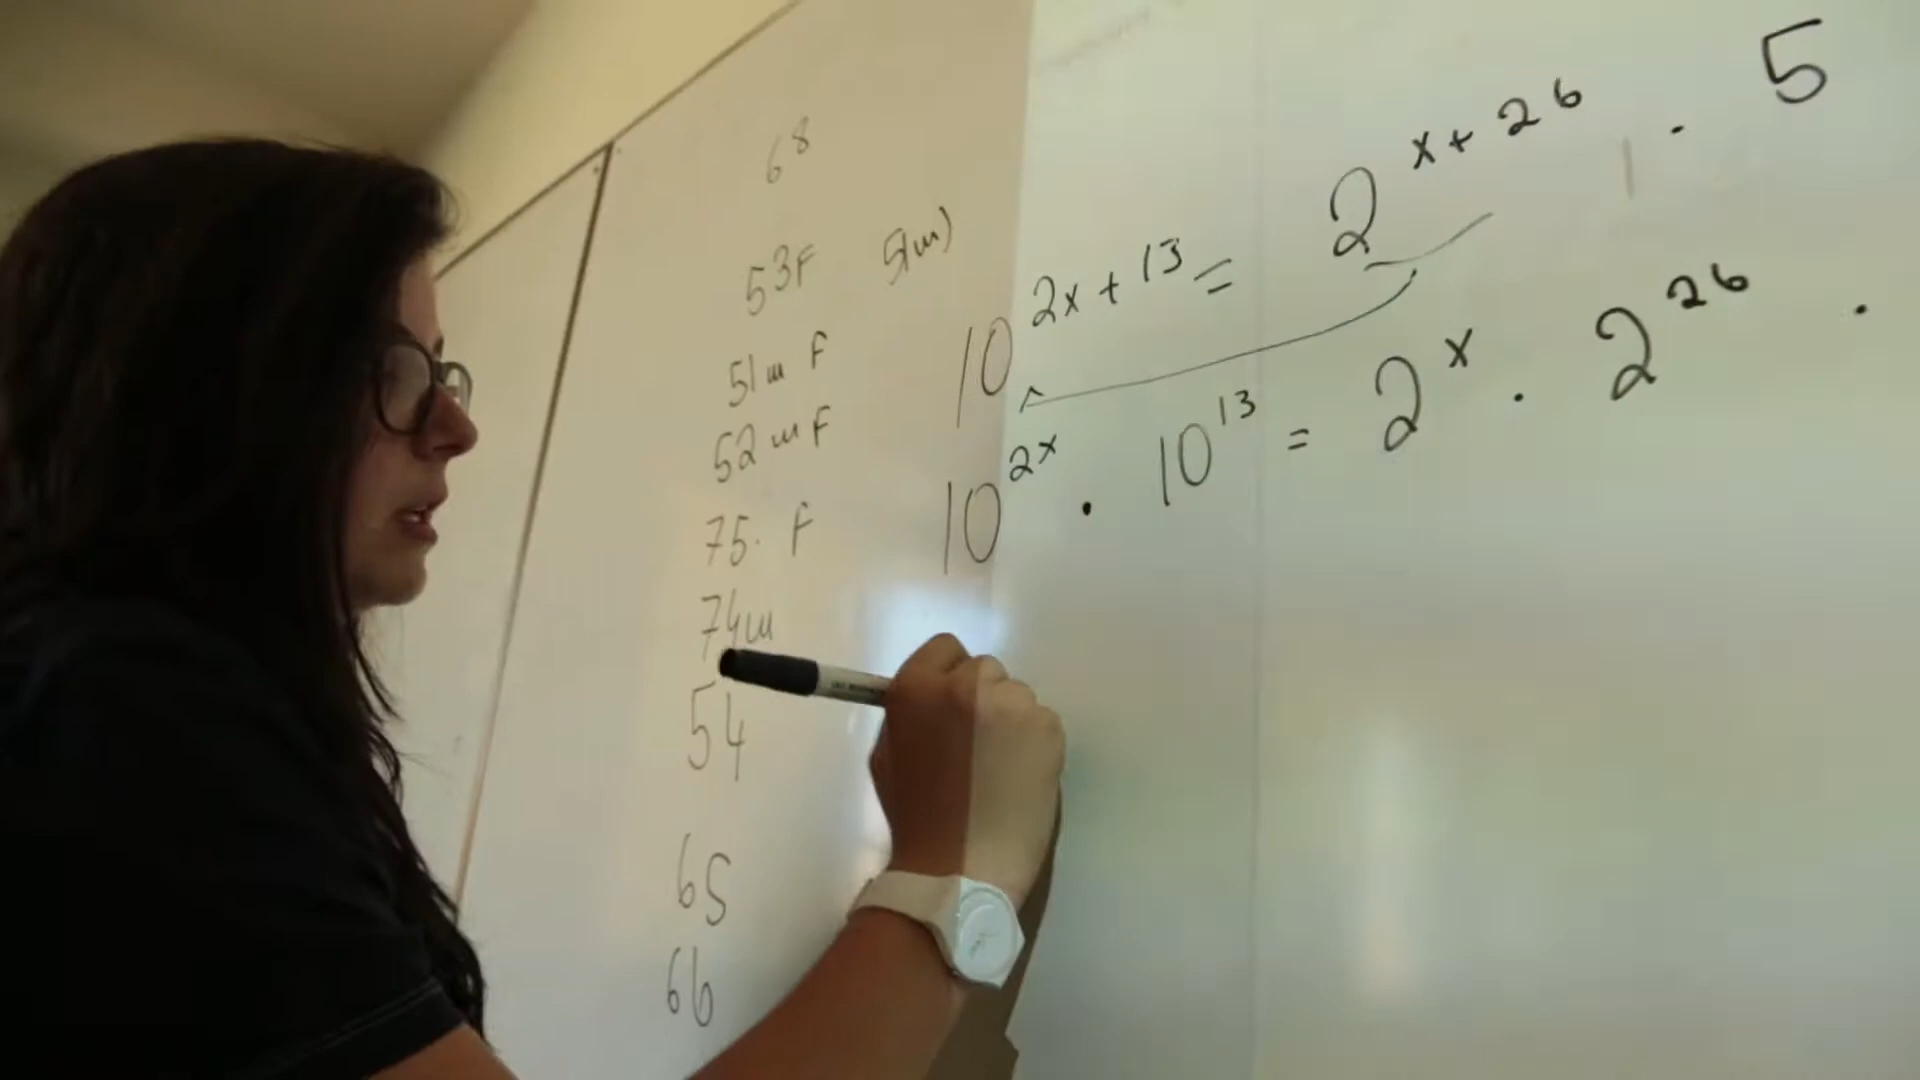 68
53F 5(m)
51m F
52m F
75. F
74m
54
65
66
10^{2x+13} = 2^{x+26} · 5
10^{2x} · 10^{13} = 2^x · 2^{26} ·